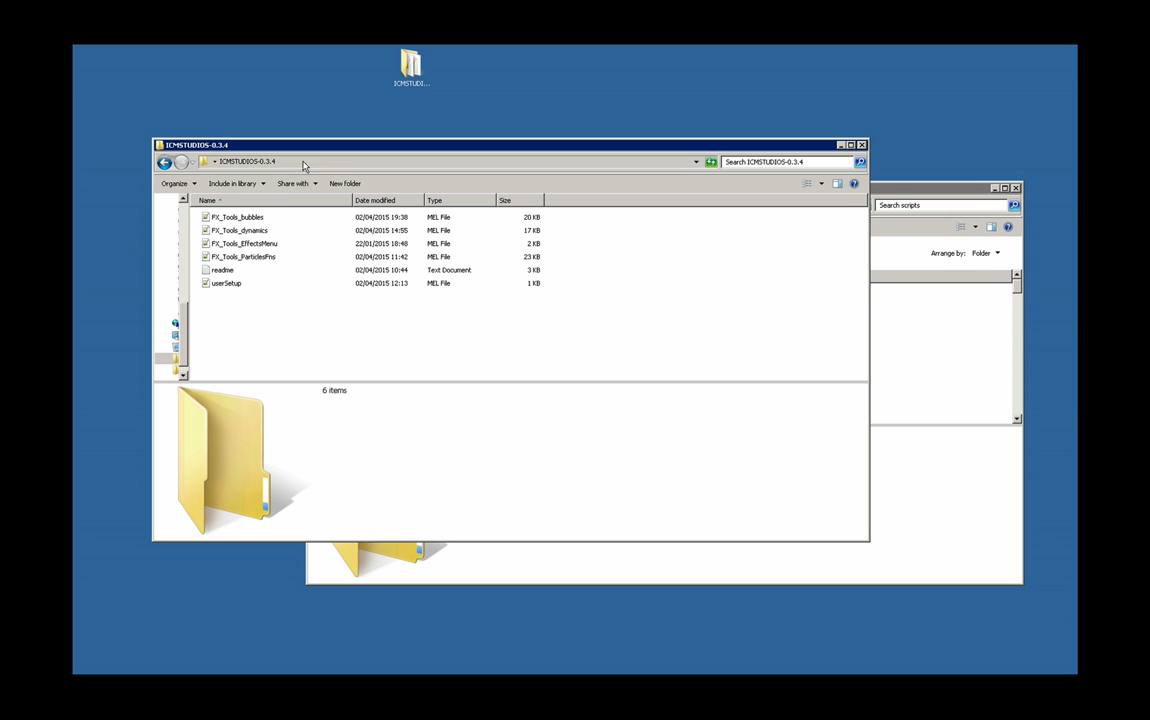 ICMSTUDI...
ICMSTUDIOS-0.3.4
ICMSTUDIOS-0.3.4
Search ICMSTUDIOS-0.3.4
Organize
Include in library
Share with
New folder
Search scripts
Name
Date modified
Type
Size
Arrange by:
Folder
FX_Tools_bubbles 02/04/2015 19:38 MEL File 20 KB
FX_Tools_dynamics 02/04/2015 14:55 MEL File 17 KB
FX_Tools_EffectsMenu 22/01/2015 18:48 MEL File 2 KB
FX_Tools_ParticlesFns 02/04/2015 11:42 MEL File 23 KB
readme 02/04/2015 10:44 Text Document 3 KB
userSetup 02/04/2015 12:13 MEL File 1 KB
6 items